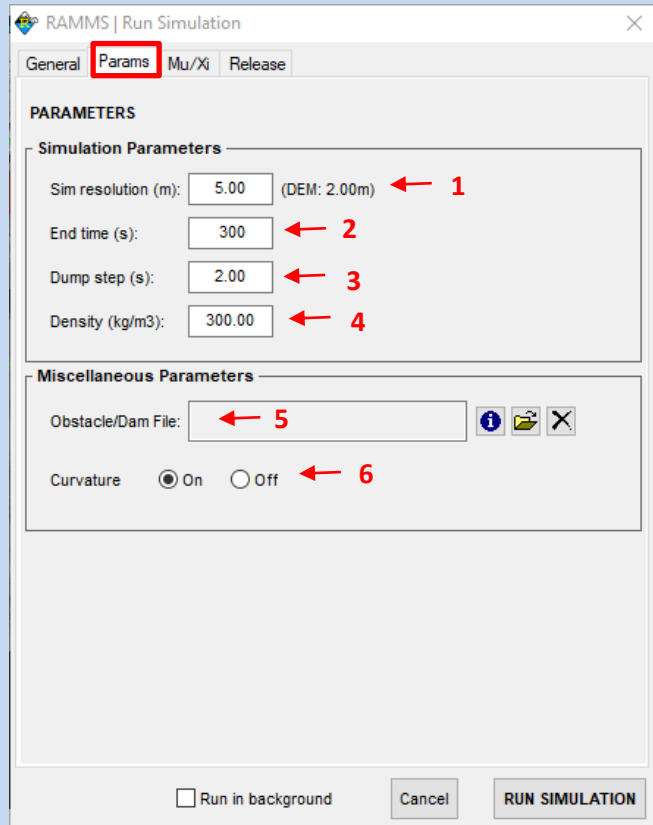 RAMMS | Run Simulation
General Params Mu/Xi Release
PARAMETERS
Simulation Parameters
Sim resolution (m): 5.00 (DEM: 2.00m) 1
End time (s): 300 2
Dump step (s): 2.00 3
Density (kg/m3): 300.00 4
Miscellaneous Parameters
Obstacle/Dam File: 5
Curvature On Off 6
Run in background Cancel RUN SIMULATION